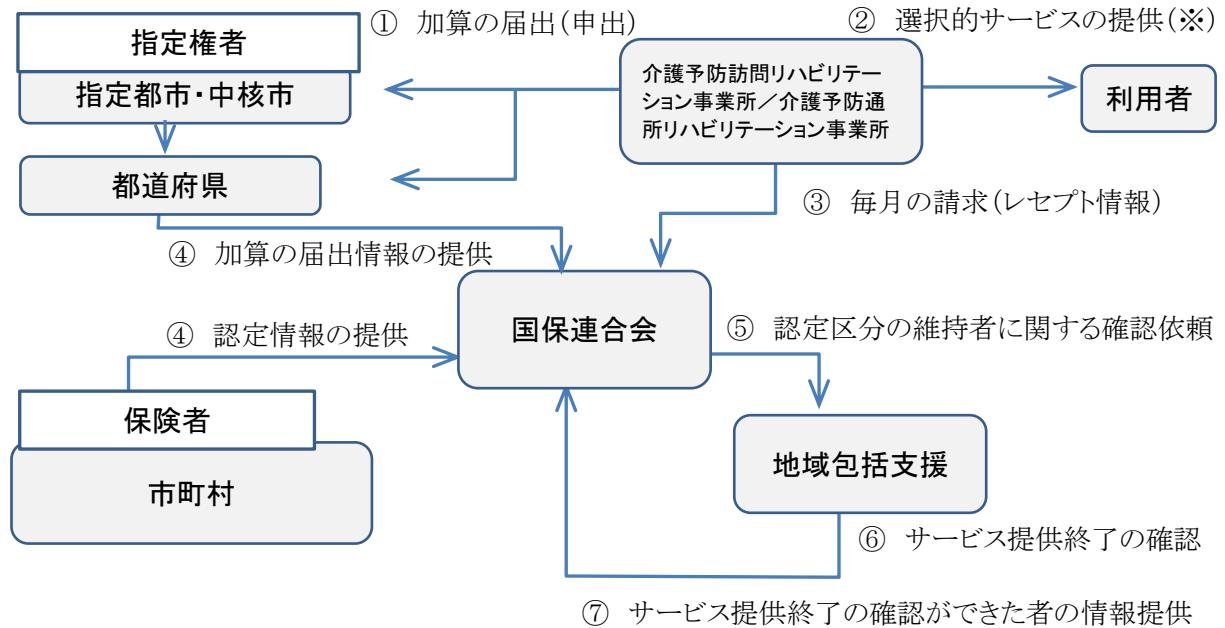 ① 加算の届出(申出)
② 選択的サービスの提供(※)
指定権者
指定都市・中核市
介護予防訪問リハビリテー
ション事業所／介護予防通
所リハビリテーション事業所
利用者
都道府県
③ 毎月の請求(レセプト情報)
④ 加算の届出情報の提供
国保連合会
④ 認定情報の提供
⑤ 認定区分の維持者に関する確認依頼
保険者
市町村
地域包括支援
⑥ サービス提供終了の確認
⑦ サービス提供終了の確認ができた者の情報提供